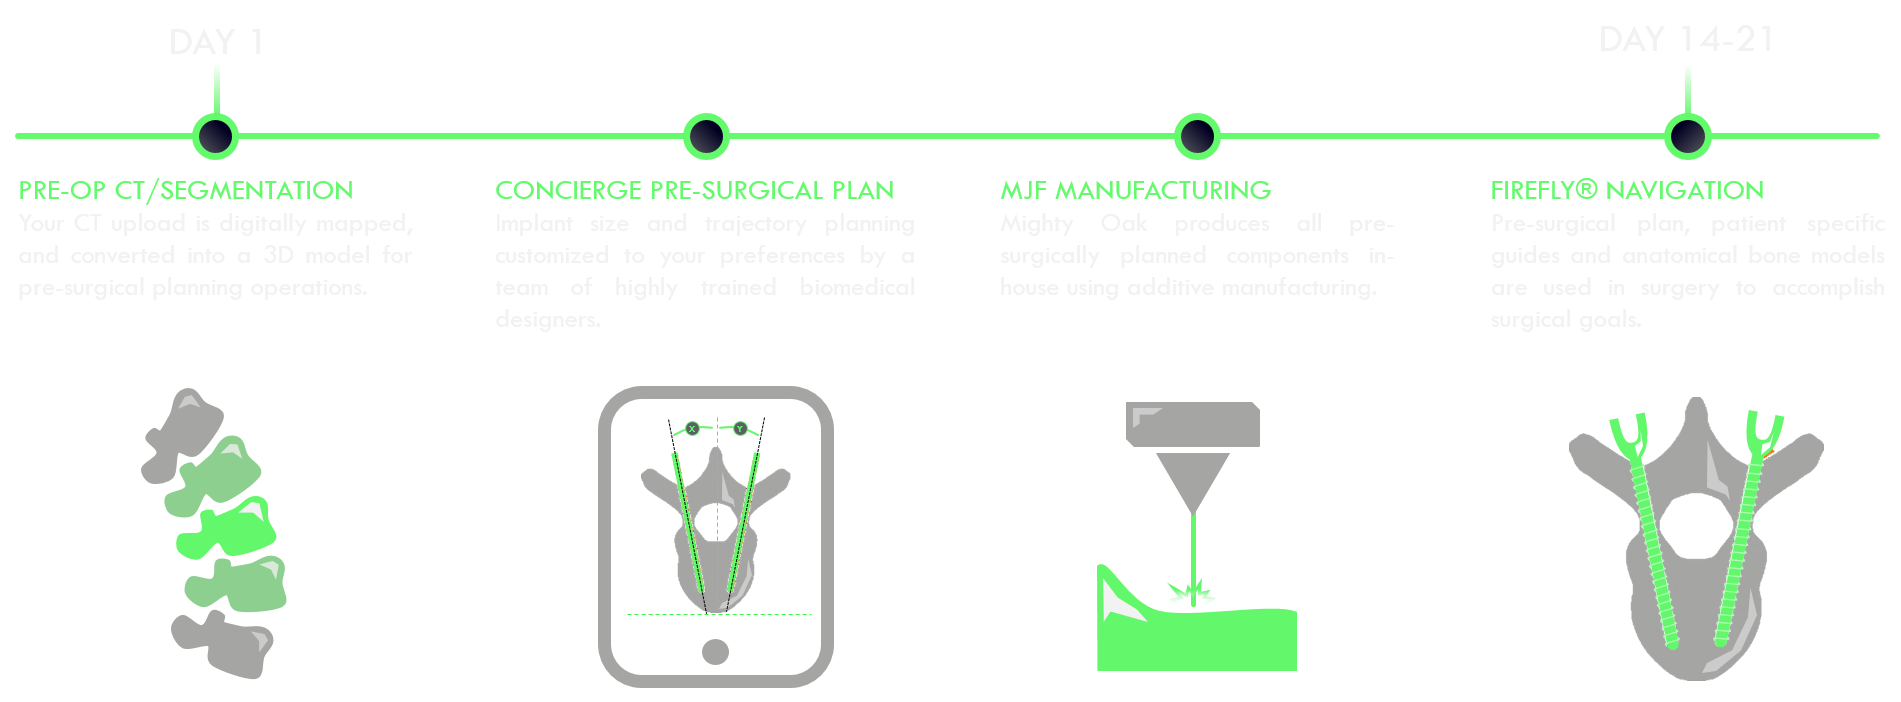 DAY 1
DAY 14-21
PRE-OP CT/SEGMENTATION
Your CT upload is digitally mapped,
and converted into a 3D model for
pre-surgical planning operations.
CONCIERGE PRE-SURGICAL PLAN
Implant size and trajectory planning
customized to your preferences by a
team of highly trained biomedical
designers.
MJF MANUFACTURING
Mighty Oak produces all pre-
surgically planned components in-
house using additive manufacturing.
FIREFLY® NAVIGATION
Pre-surgical plan, patient specific
guides and anatomical bone models
are used in surgery to accomplish
surgical goals.
X
Y